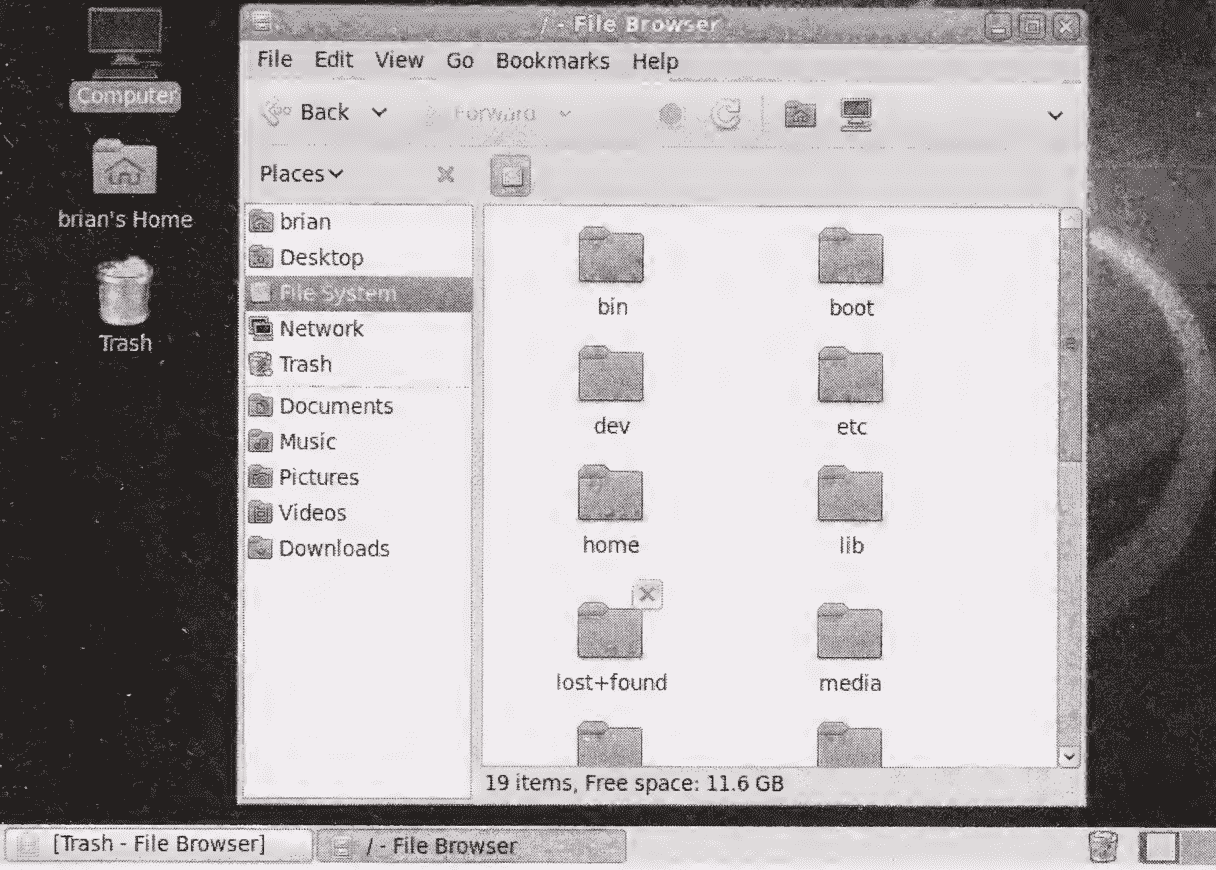 / - File Browser
File Edit View Go Bookmarks Help
Back Forward
Places
Computer
brian's Home
Trash
brian
Desktop
File System
Network
Trash
Documents
Music
Pictures
Videos
Downloads
bin boot
dev etc
home lib
lost+found media
19 items, Free space: 11.6 GB
[Trash - File Browser] / - File Browser